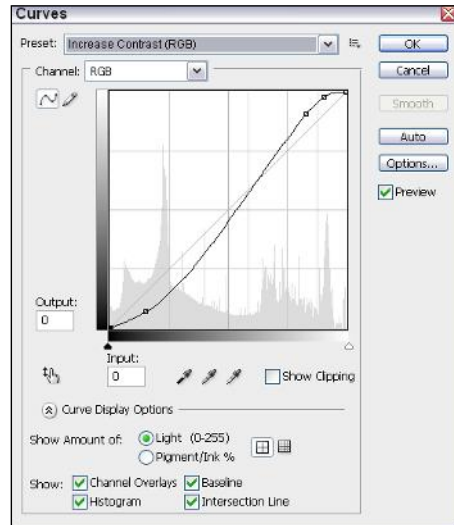 Curves
Preset: Increase Contrast (RGB)
OK
Channel: RGB
Cancel
Smooth
Auto
Options...
Preview
Output:
0
Input:
0
Show Clipping
Curve Display Options
Show Amount of: Light (0-255)
Pigment/Ink %
Show: Channel Overlays Baseline
Histogram Intersection Line